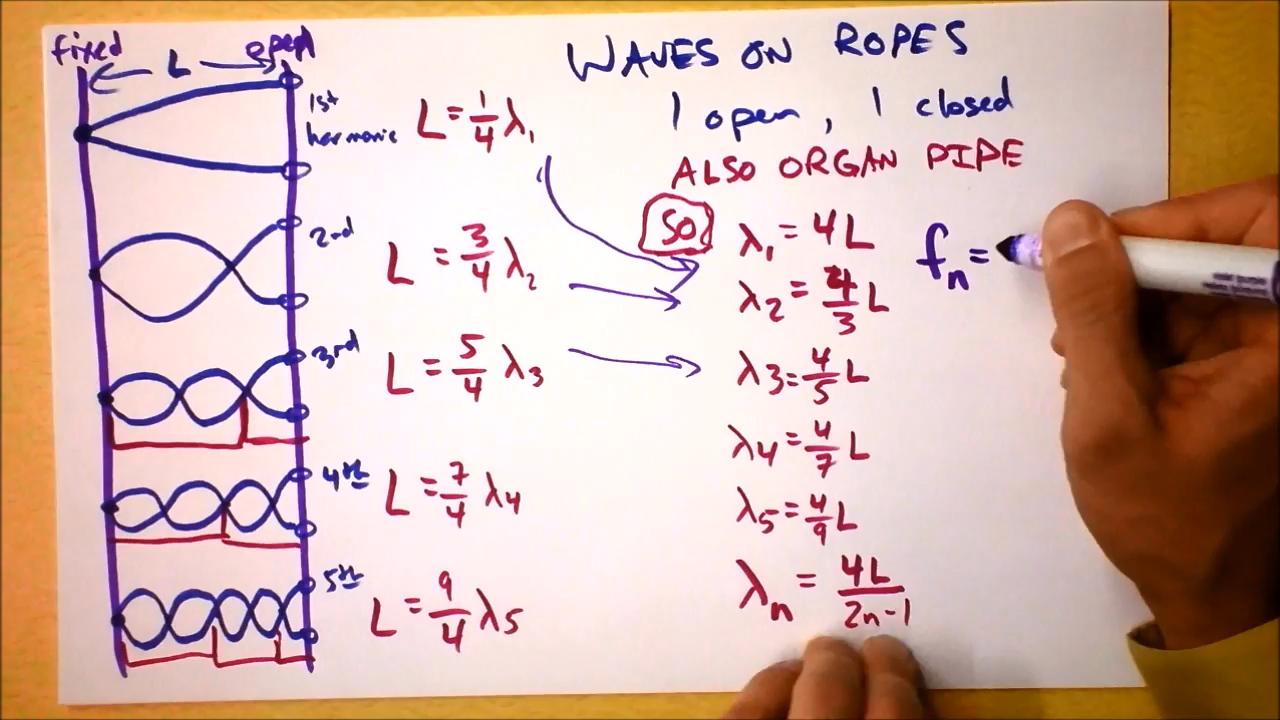 fixed open
L
1st
harmonic
L = 1/4 λ₁
2nd
L = 3/4 λ₂
3rd
L = 5/4 λ₃
4th
L = 7/4 λ₄
5th
L = 9/4 λ₅
WAVES ON ROPES
1 open, 1 closed
ALSO ORGAN PIPE
So
λ₁ = 4L
λ₂ = 4/3 L
λ₃ = 4/5 L
λ₄ = 4/7 L
λ₅ = 4/9 L
λₙ = 4L/2n-1
fₙ =